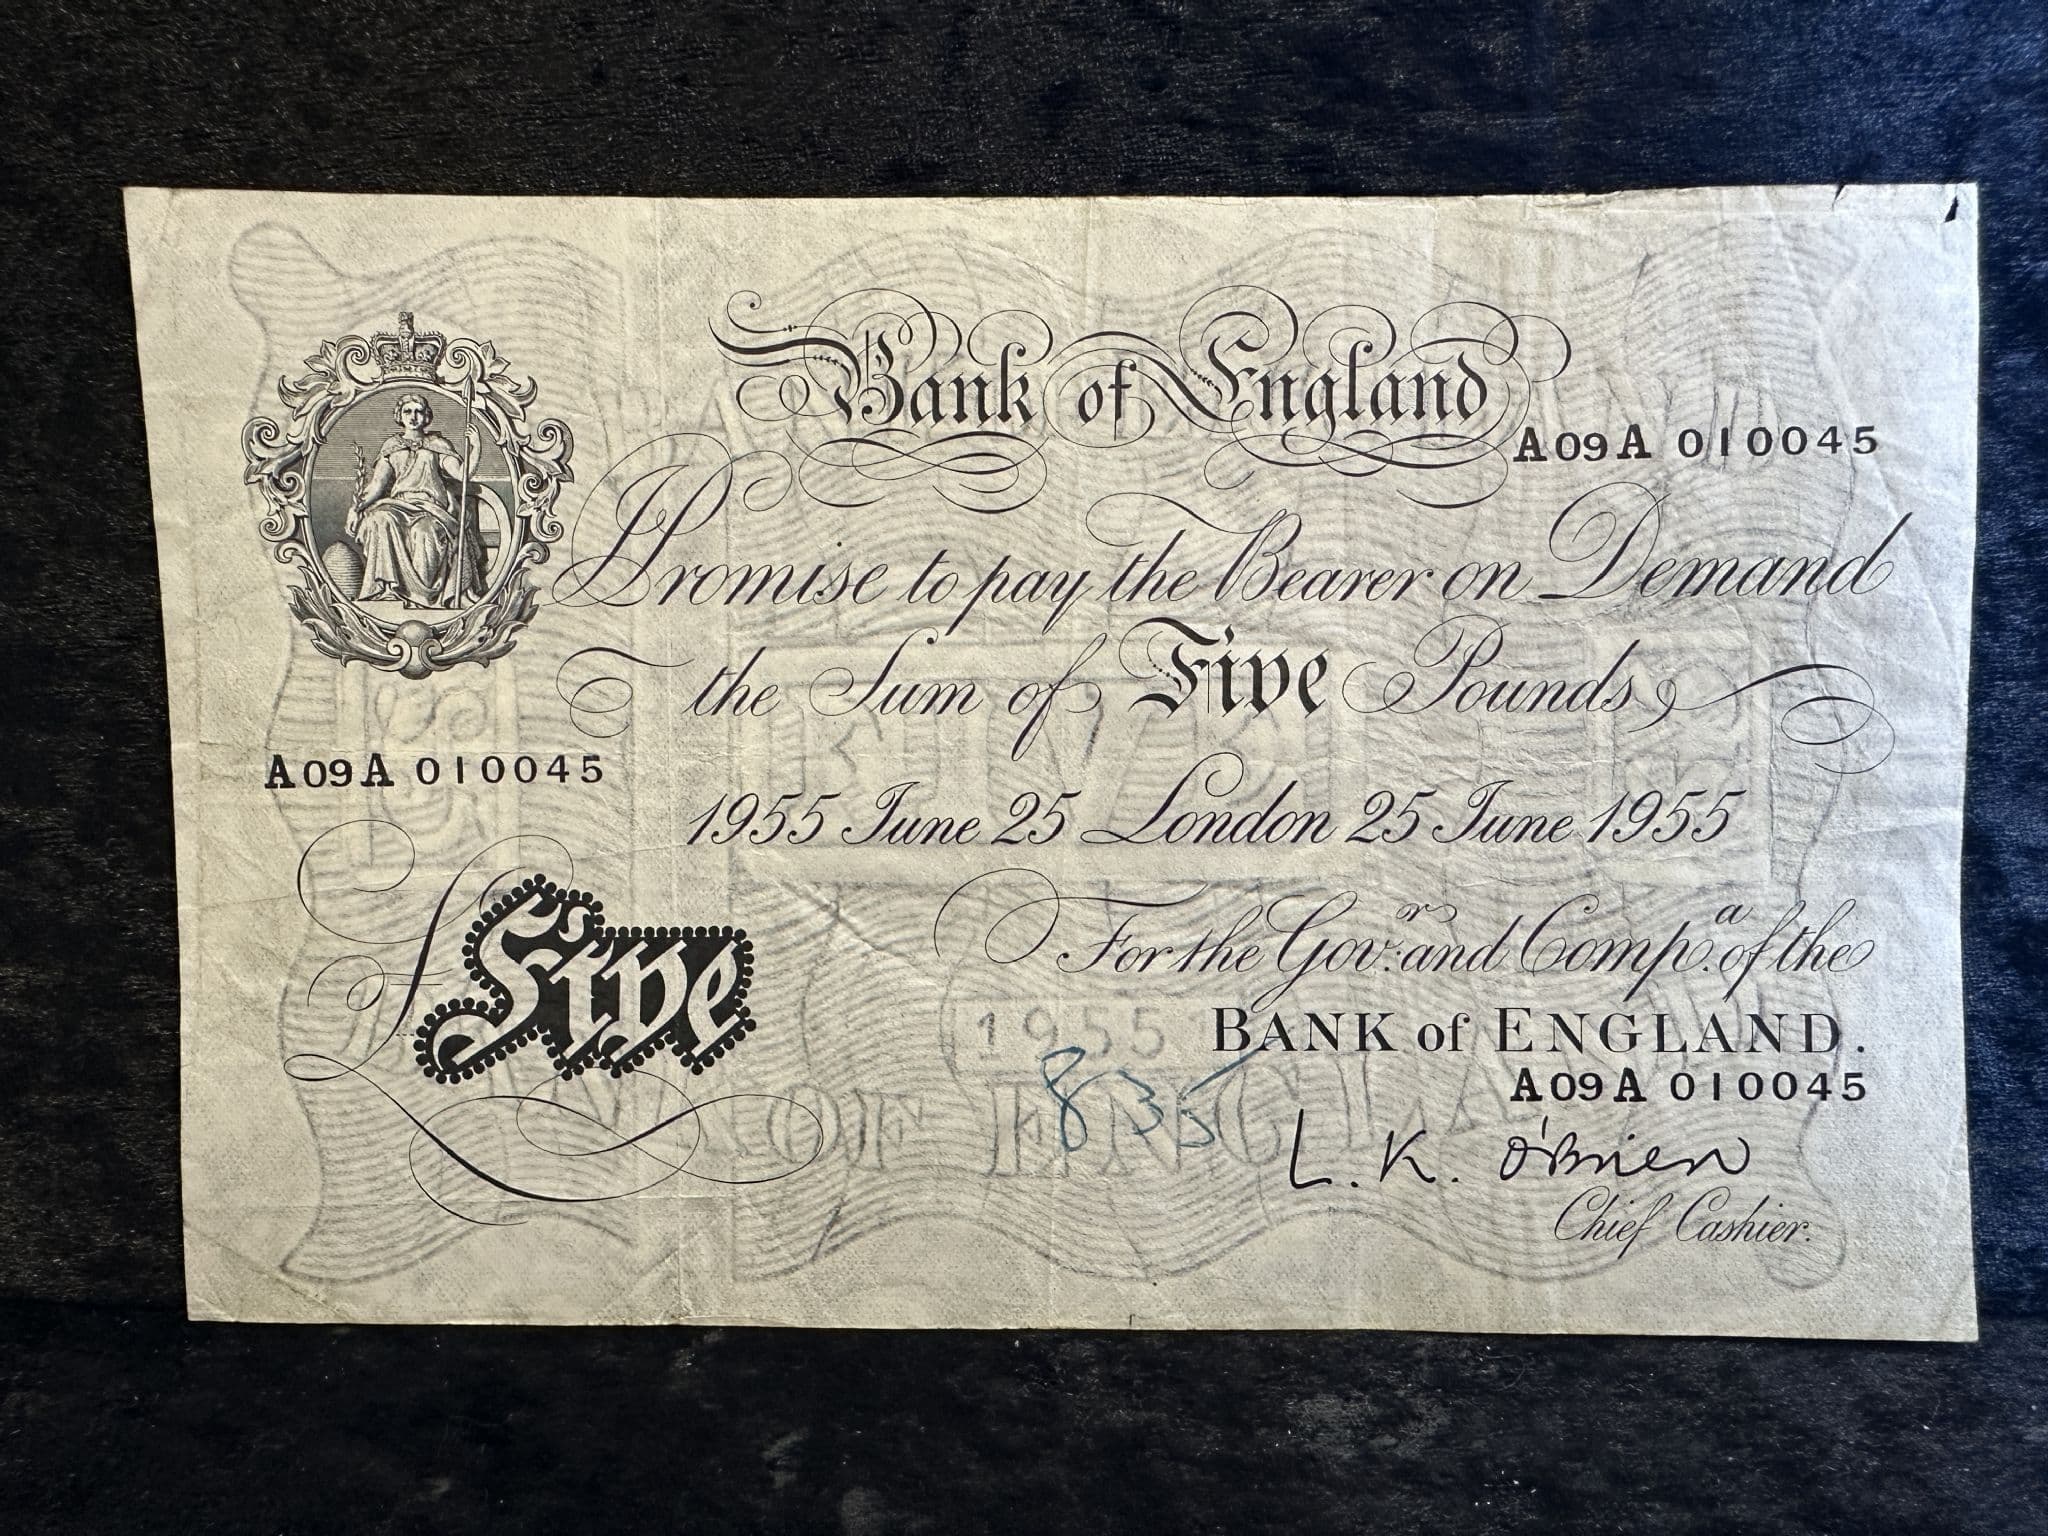 Bank of England
A09A 010045
I Promise to pay the Bearer on Demand
the Sum of Five Pounds
A09A 010045
1955 June 25 London 25 June 1955
For the Govr. and Compa. of the
£Five
1955
BANK of ENGLAND.
835
A09A 010045
L. K. O'Brien
Chief Cashier.